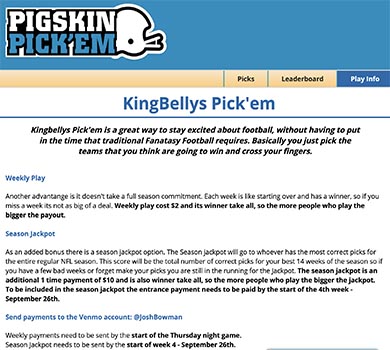 PIGSKIN
PICK'EM
Picks
Leaderboard
Play Info
KingBellys Pick'em
Kingbellys Pick'em is a great way to stay excited about football, without having to put
in the time that traditional Fanatasy Football requires. Basically you just pick the
teams that you think are going to win and cross your fingers.
Weekly Play
Another advantange is it doesn't take a full season commitment. Each week is like starting over and has a winner, so if you
miss a week its not as big of a deal. Weekly play cost $2 and its winner take all, so the more people who play the
bigger the payout.
Season Jackpot
As an added bonus there is a season jackpot option. The Season Jackpot will go to whoever has the most correct picks for
the entire regular NFL season. This score will be the total number of correct picks for your best 14 weeks of the season so if
you have a few bad weeks or forget make your picks you are still in the running for the Jackpot. The season jackpot is an
additional 1 time payment of $10 and is also winner take all, so the more people who play the bigger the jackpot.
To be included in the season jackpot the entrance payment needs to be paid by the start of the 4th week -
September 26th.
Send payments to the Venmo account: @JoshBowman
Weekly payments need to be sent by the start of the Thursday night game.
Season Jackpot needs to be sent by the start of week 4 - September 26th.